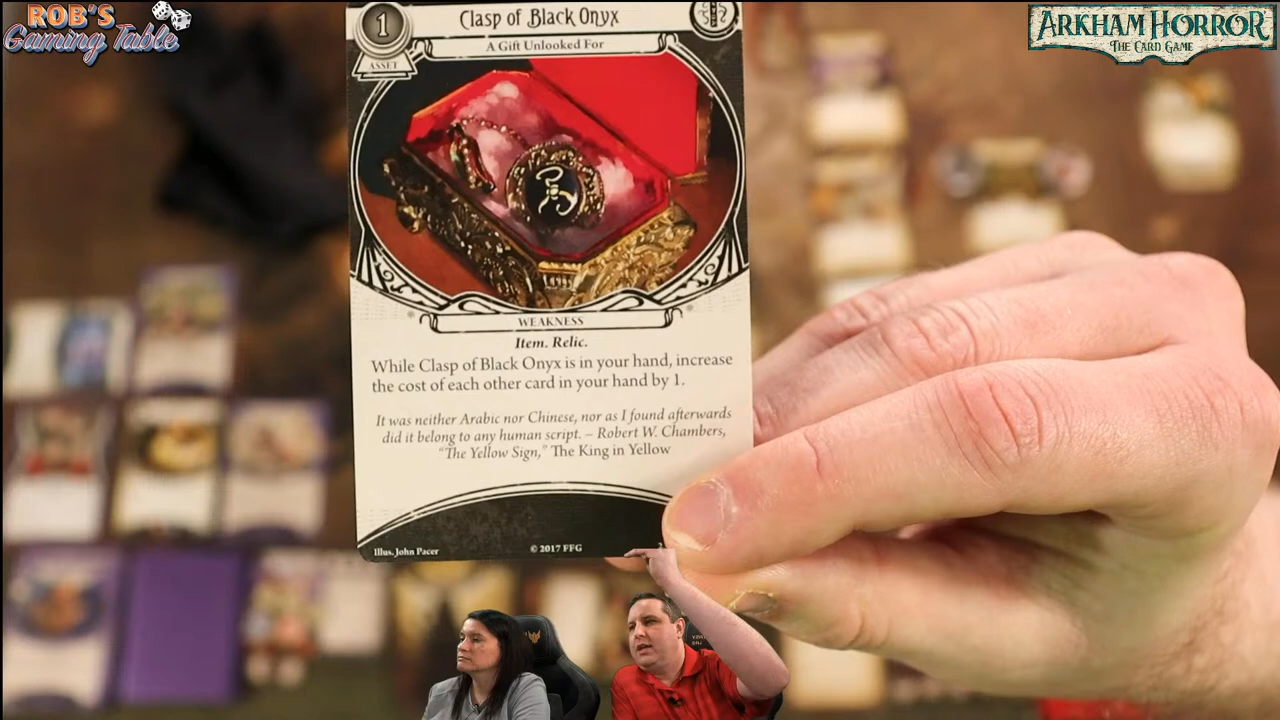 ROB'S
Gaming Table
ARKHAM HORROR
THE CARD GAME
1
ASSET
Clasp of Black Onyx
A Gift Unlooked For
WEAKNESS
Item. Relic.
While Clasp of Black Onyx is in your hand, increase
the cost of each other card in your hand by 1.
It was neither Arabic nor Chinese, nor as I found afterwards
did it belong to any human script. – Robert W. Chambers,
"The Yellow Sign," The King in Yellow
Illus. John Pacer
© 2017 FFG